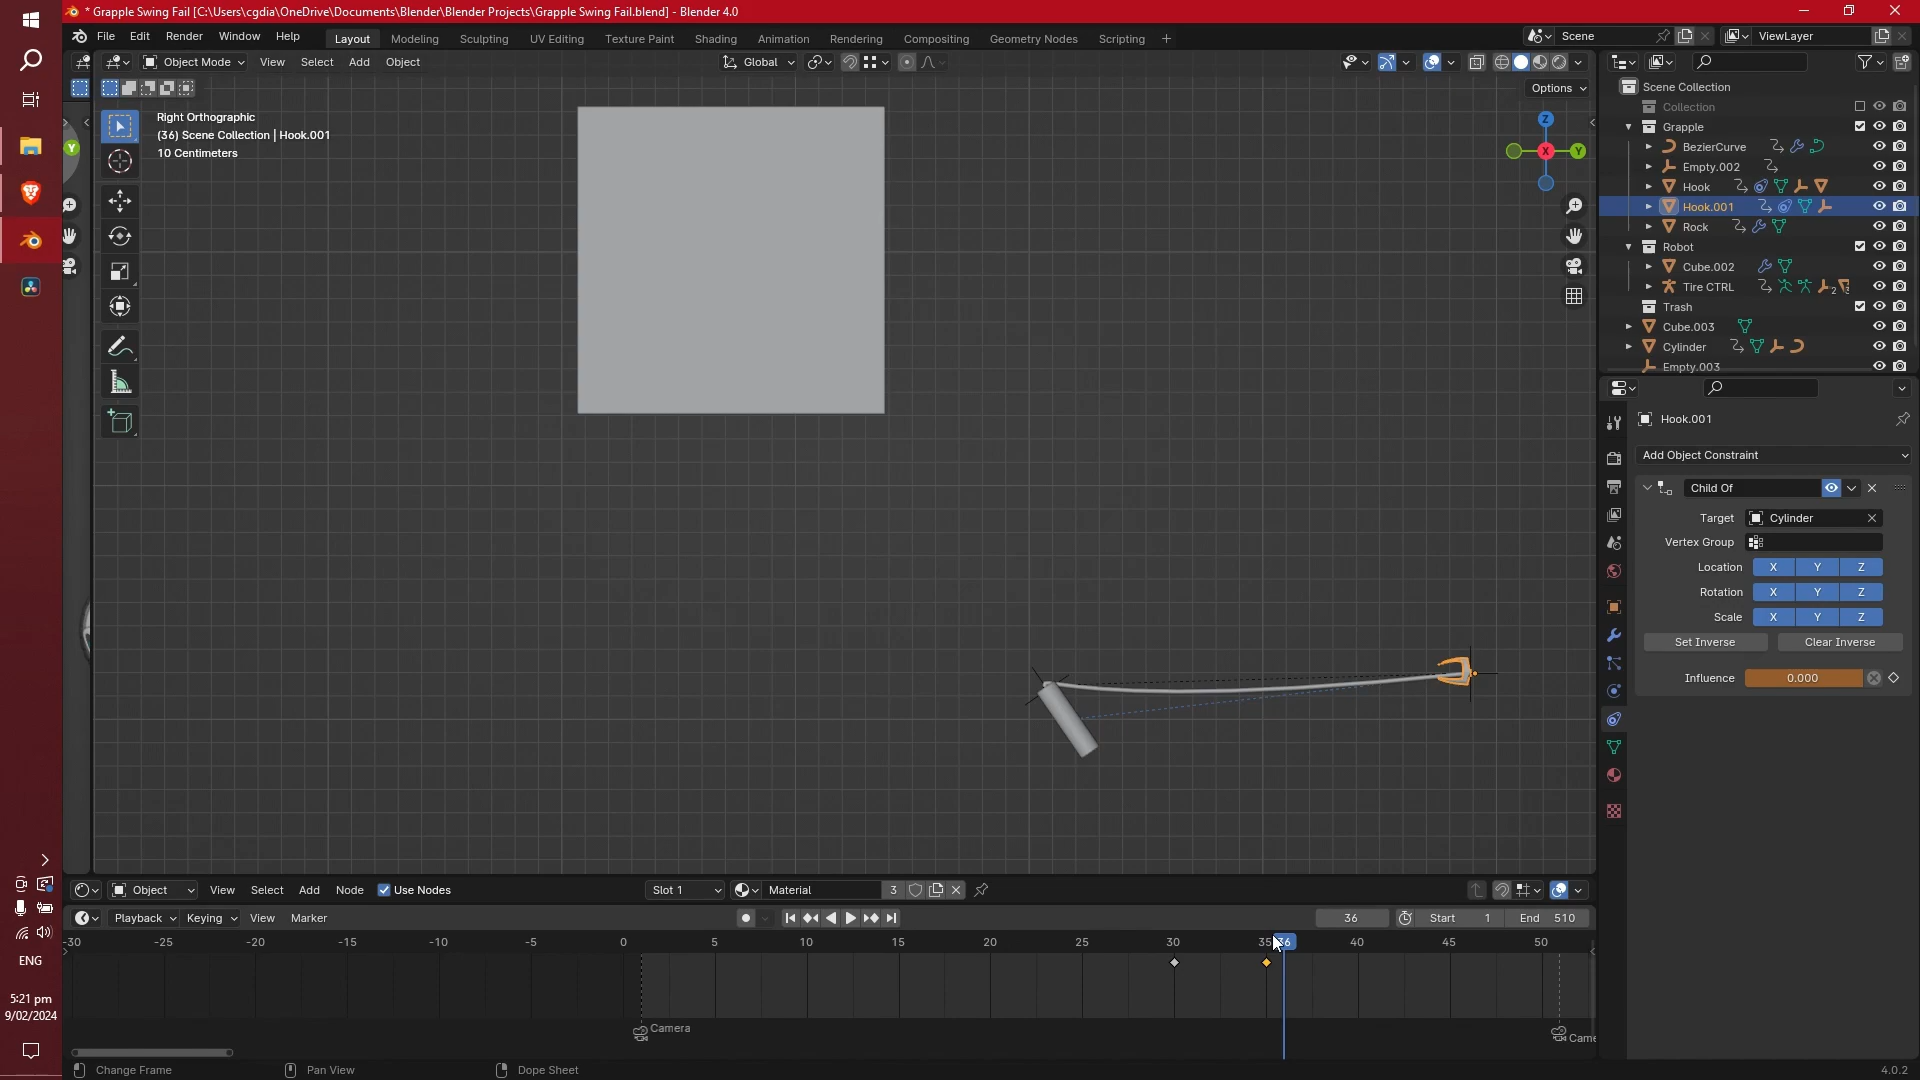 * Grapple Swing Fail [C:\Users\cgdia\OneDrive\Documents\Blender\Blender Projects\Grapple Swing Fail.blend] - Blender 4.0
File Edit Render Window Help
Layout Modeling Sculpting UV Editing Texture Paint Shading Animation Rendering Compositing Geometry Nodes Scripting +
Scene
ViewLayer
Object Mode View Select Add Object
Global
Options
Right Orthographic
(36) Scene Collection | Hook.001
10 Centimeters
Z
X
Y
Y
Scene Collection
Collection
Grapple
BezierCurve
Empty.002
Hook
Hook.001
Rock
Robot
Cube.002
Tire CTRL
2
Trash
Cube.003
Cylinder
Empty.003
Hook.001
Add Object Constraint
Child Of
Target Cylinder
Vertex Group
Location X Y Z
Rotation X Y Z
Scale X Y Z
Set Inverse Clear Inverse
Influence 0.000
Object View Select Add Node Use Nodes
Slot 1
Material 3
Playback Keying View Marker
36 Start 1 End 510
-30 -25 -20 -15 -10 -5 0 5 10 15 20 25 30 35 36 40 45 50
Camera
Came
Change Frame
Pan View
Dope Sheet
4.0.2
ENG
5:21 pm
9/02/2024